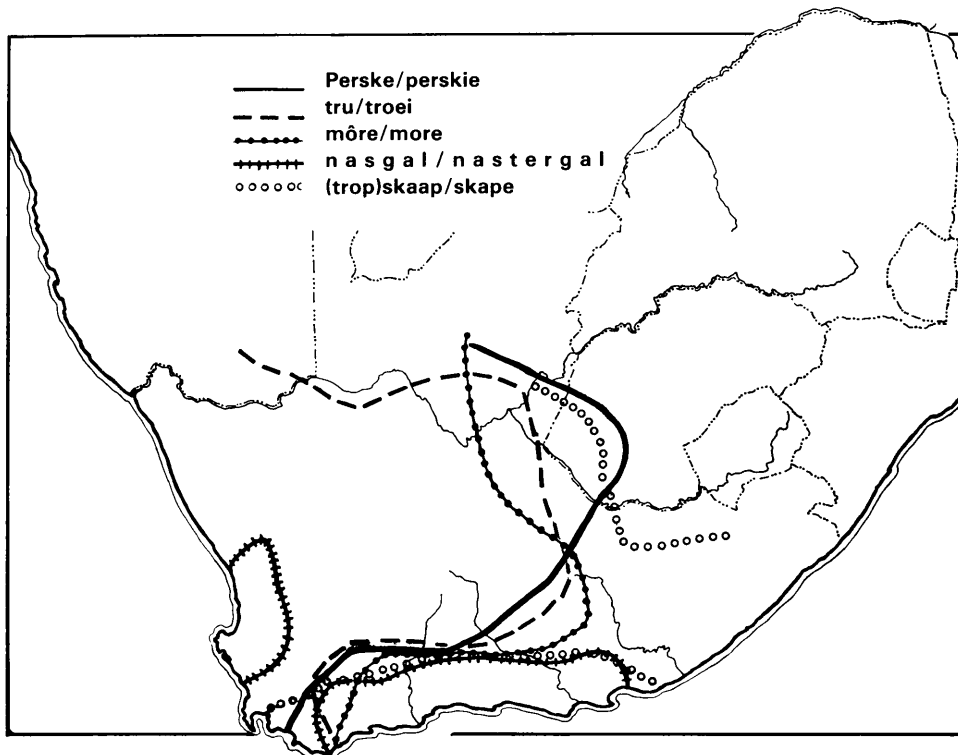 Perske/perskie
tru/troei
môre/more
nasgal/nastergal
(trop)skaap/skape